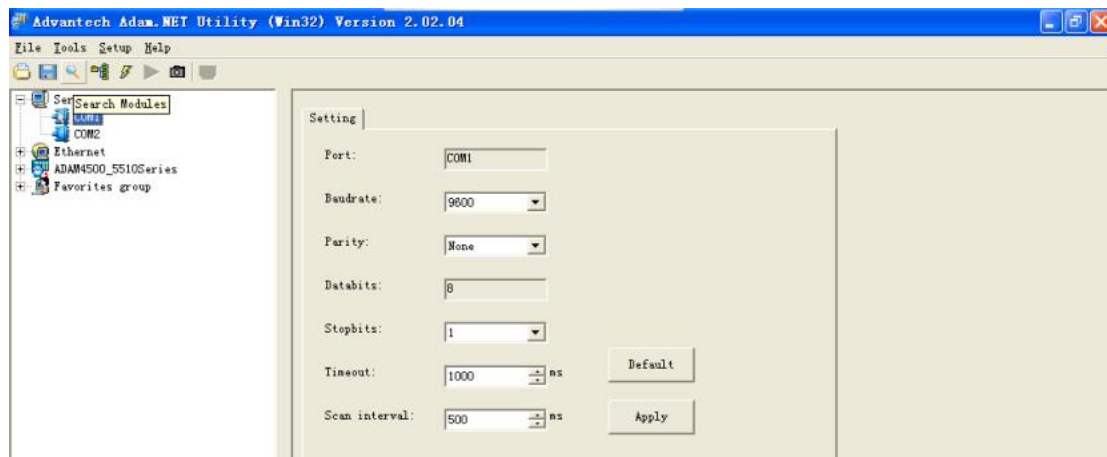 Advantech Adam.NET Utility (Win32) Version 2.02.04
File Tools Setup Help
Search Modules
COM1
COM2
Ethernet
ADAM4500_5510Series
Favorites group
Setting
Port: COM1
Baudrate: 9600
Parity: None
Databits: 8
Stopbits: 1
Timeout: 1000 ms
Default
Scan interval: 500 ms
Apply